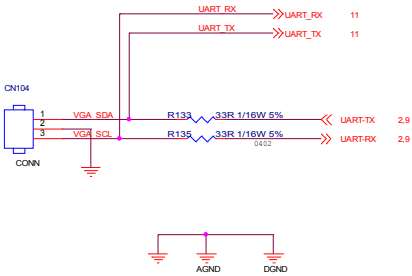 UART_RX UART_RX 11
UART_TX UART_TX 11
CN104
1 VGA_SDA R133 33R 1/16W 5% UART-TX 2,9
2
3 VGA_SCL R135 33R 1/16W 5% UART-RX 2,9
0402
CONN
AGND DGND